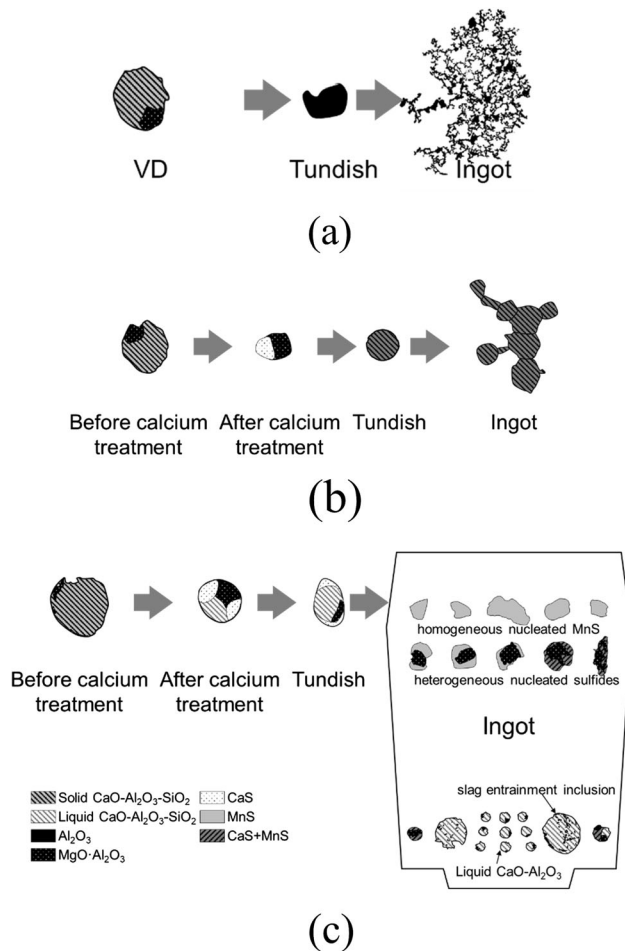 VD
Tundish
Ingot
(a)
Before calcium
treatment
After calcium
treatment
Tundish
Ingot
(b)
Before calcium
treatment
After calcium
treatment
Tundish
homogeneous nucleated MnS
heterogeneous nucleated sulfides
Ingot
slag entrainment inclusion
Liquid CaO-Al₂O₃
Solid CaO-Al₂O₃-SiO₂
Liquid CaO-Al₂O₃-SiO₂
Al₂O₃
MgO·Al₂O₃
CaS
MnS
CaS+MnS
(c)